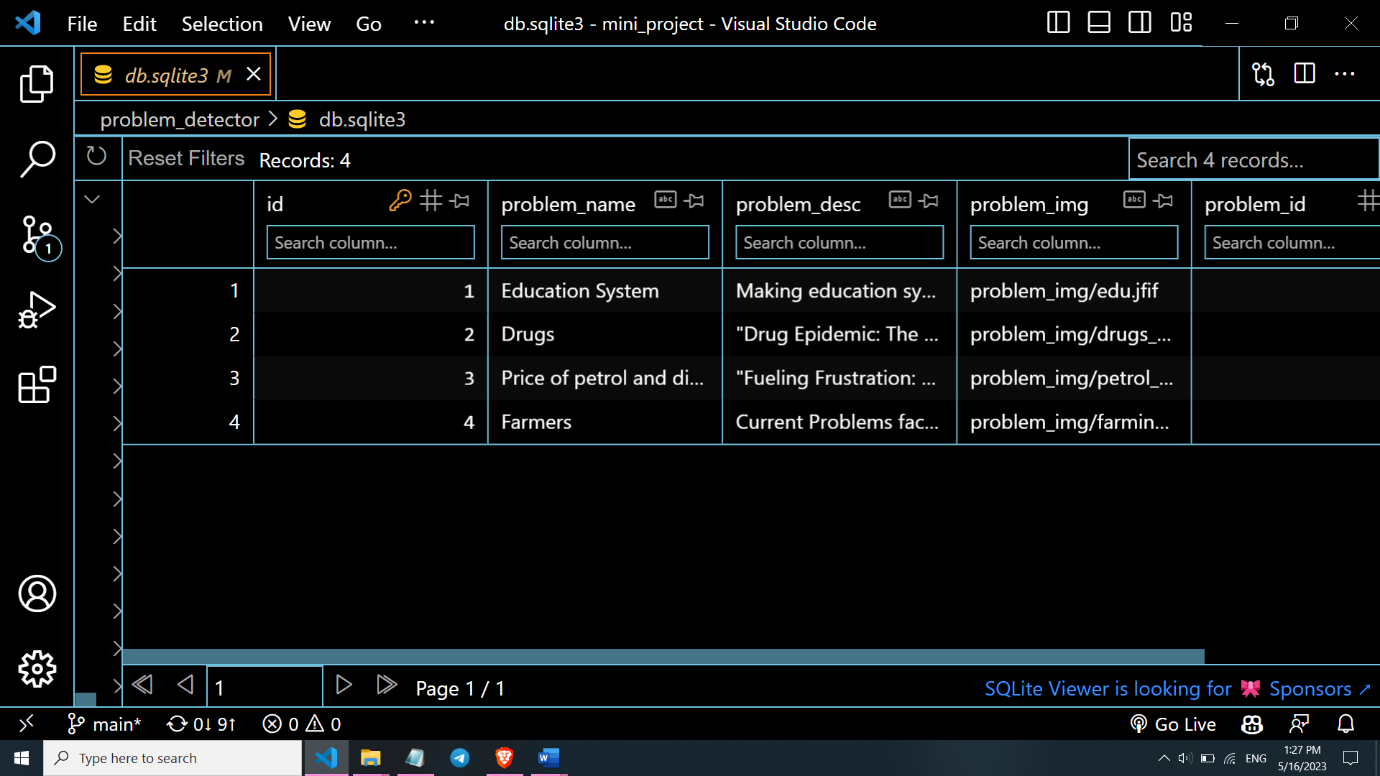 File Edit Selection View Go ··· db.sqlite3 - mini_project - Visual Studio Code
db.sqlite3 M
problem_detector > db.sqlite3
Reset Filters Records: 4 Search 4 records...
id problem_name abc problem_desc abc problem_img abc problem_id
Search column... Search column... Search column... Search column... Search column...
1 1 Education System Making education sy... problem_img/edu.jfif
2 2 Drugs "Drug Epidemic: The ... problem_img/drugs_...
3 3 Price of petrol and di... "Fueling Frustration: ... problem_img/petrol_...
4 4 Farmers Current Problems fac... problem_img/farmin...
1
1 Page 1 / 1 SQLite Viewer is looking for 🎀 Sponsors ↗
main* 0↓ 9↑ 0 0 Go Live
Type here to search ENG 1:27 PM
5/16/2023